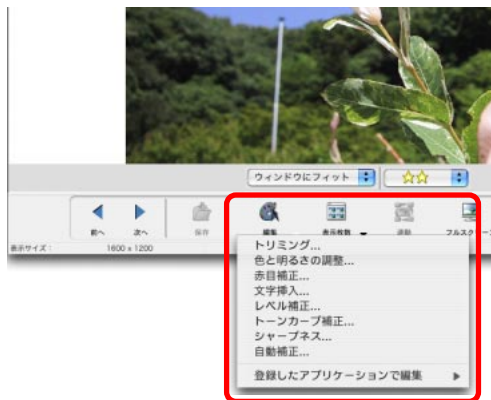 ウィンドウにフィット
前へ 次へ 保存 編集 表示枚数 連動 フルスクリーン
表示サイズ： 1600 x 1200
トリミング...
色と明るさの調整...
赤目補正...
文字挿入...
レベル補正...
トーンカーブ補正...
シャープネス...
自動補正...
登録したアプリケーションで編集